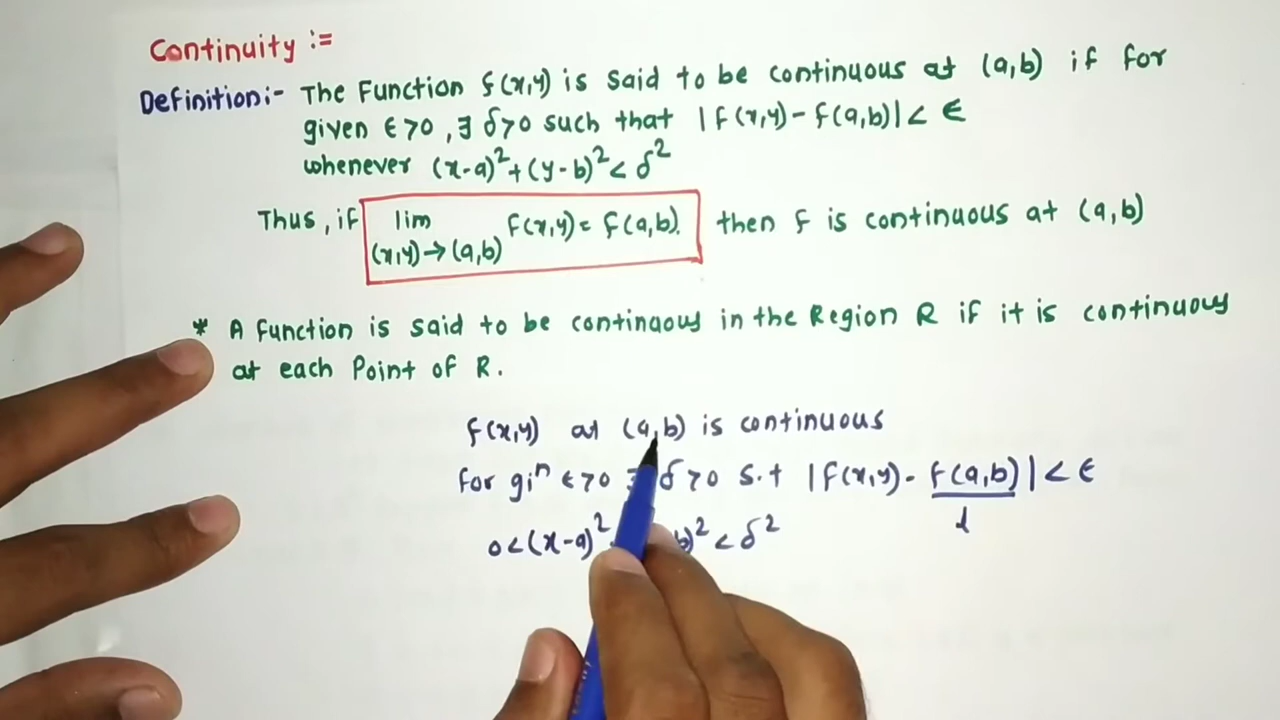 Continuity :=
Definition:- The Function f(x,y) is said to be continuous at (a,b) if for
given ε>0, ∃ δ>0 such that |f(x,y)-f(a,b)|< ε
whenever (x-a)²+(y-b)²< δ²
Thus, if lim f(x,y)= f(a,b). then f is continuous at (a,b)
(x,y)→(a,b)
* A function is said to be continuous in the Region R if it is continuous
at each Point of R.
f(x,y) at (a,b) is continuous
for giⁿ ε>0 ∃ δ>0 s.t |f(x,y)- f(a,b)|< ε
l
0<(x-a)² b)²<δ²